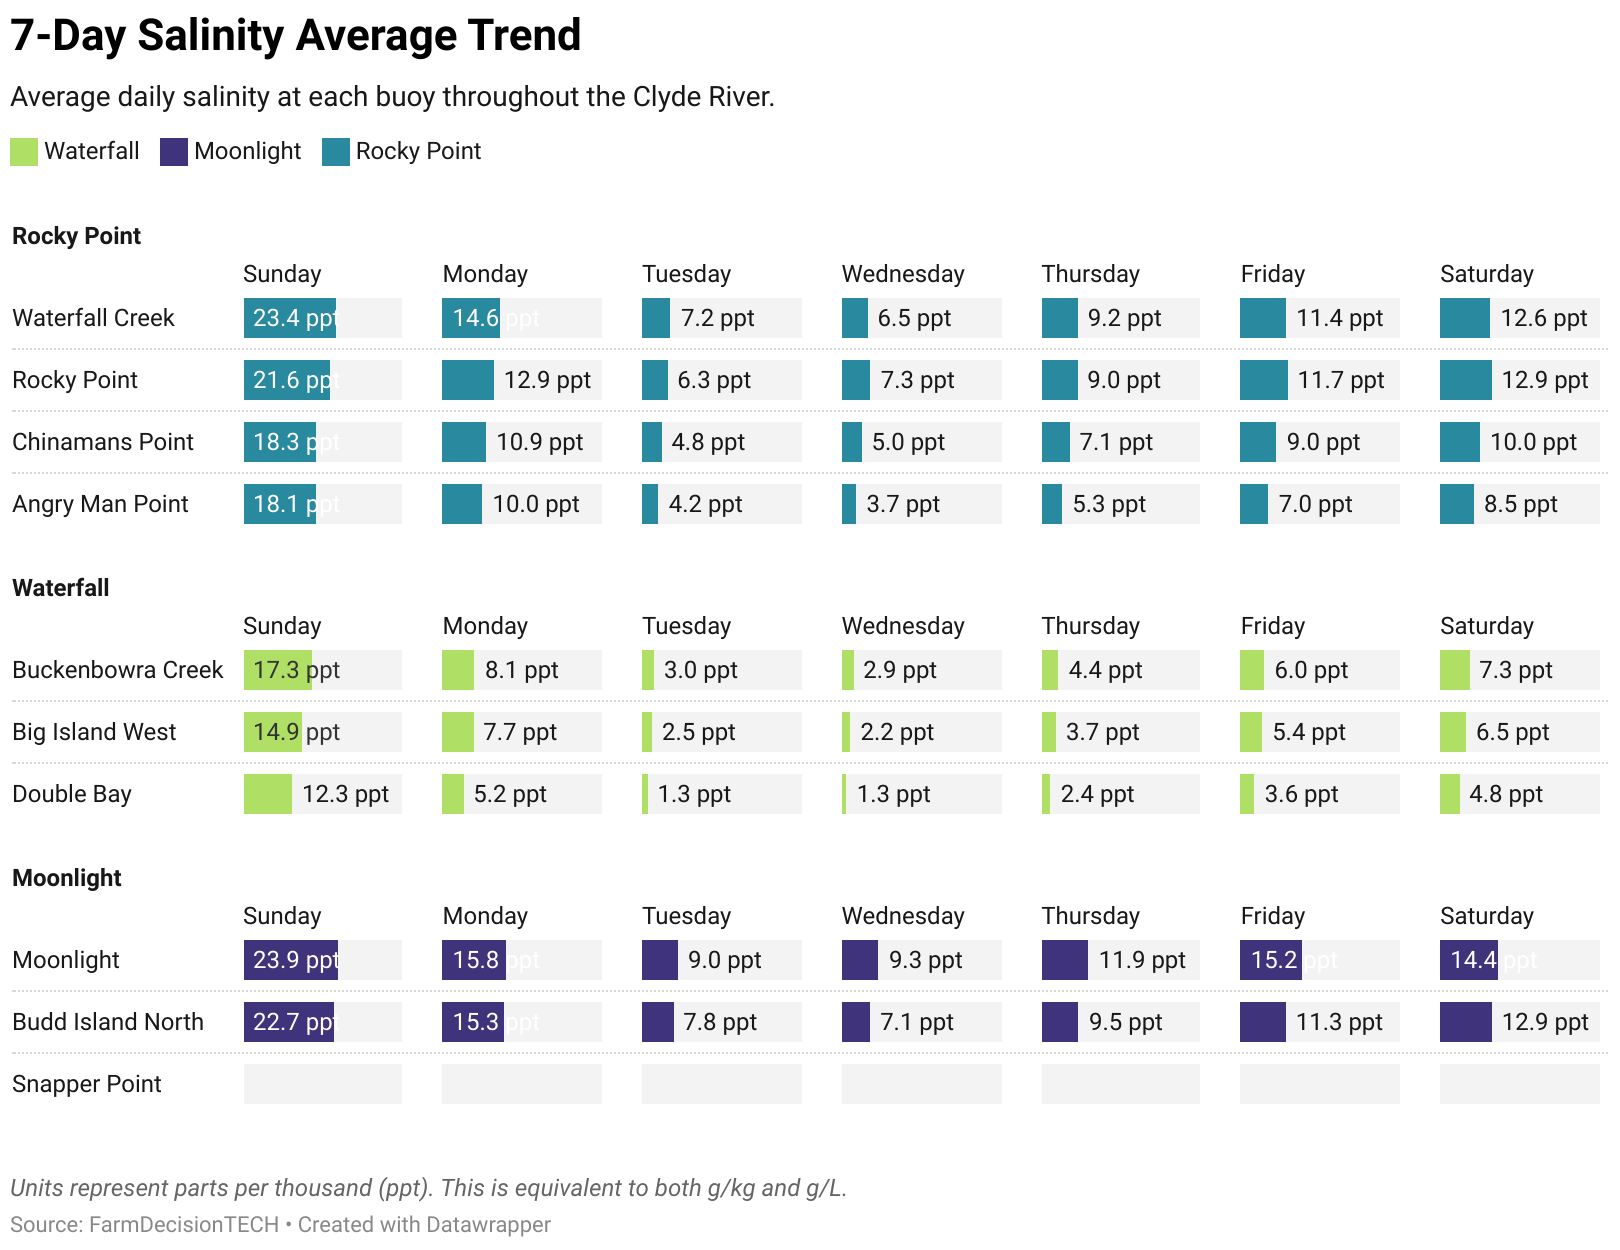 7-Day Salinity Average Trend
Average daily salinity at each buoy throughout the Clyde River.
Waterfall Moonlight Rocky Point
Rocky Point
Sunday Monday Tuesday Wednesday Thursday Friday Saturday
Waterfall Creek 23.4 ppt 14.6 ppt 7.2 ppt 6.5 ppt 9.2 ppt 11.4 ppt 12.6 ppt
Rocky Point 21.6 ppt 12.9 ppt 6.3 ppt 7.3 ppt 9.0 ppt 11.7 ppt 12.9 ppt
Chinamans Point 18.3 ppt 10.9 ppt 4.8 ppt 5.0 ppt 7.1 ppt 9.0 ppt 10.0 ppt
Angry Man Point 18.1 ppt 10.0 ppt 4.2 ppt 3.7 ppt 5.3 ppt 7.0 ppt 8.5 ppt
Waterfall
Sunday Monday Tuesday Wednesday Thursday Friday Saturday
Buckenbowra Creek 17.3 ppt 8.1 ppt 3.0 ppt 2.9 ppt 4.4 ppt 6.0 ppt 7.3 ppt
Big Island West 14.9 ppt 7.7 ppt 2.5 ppt 2.2 ppt 3.7 ppt 5.4 ppt 6.5 ppt
Double Bay 12.3 ppt 5.2 ppt 1.3 ppt 1.3 ppt 2.4 ppt 3.6 ppt 4.8 ppt
Moonlight
Sunday Monday Tuesday Wednesday Thursday Friday Saturday
Moonlight 23.9 ppt 15.8 ppt 9.0 ppt 9.3 ppt 11.9 ppt 15.2 ppt 14.4 ppt
Budd Island North 22.7 ppt 15.3 ppt 7.8 ppt 7.1 ppt 9.5 ppt 11.3 ppt 12.9 ppt
Snapper Point
Units represent parts per thousand (ppt). This is equivalent to both g/kg and g/L.
Source: FarmDecisionTECH • Created with Datawrapper